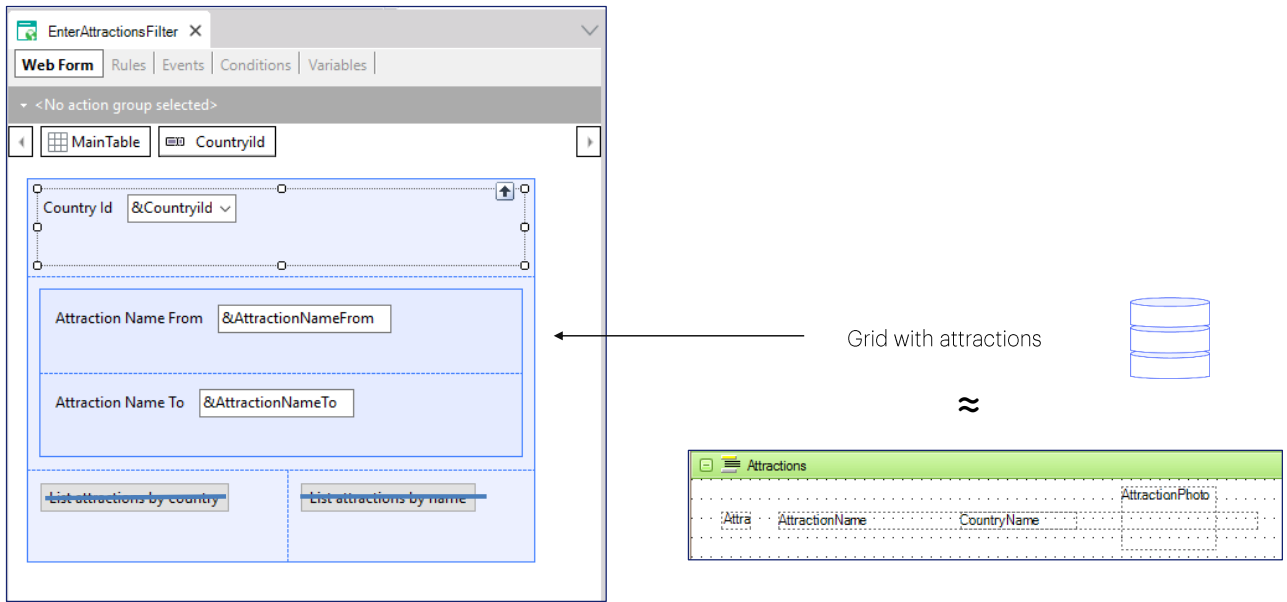 EnterAttractionsFilter
Web Form Rules Events Conditions Variables
<No action group selected>
MainTable CountryiId
Country Id &CountryiId
Attraction Name From &AttractionNameFrom
Attraction Name To &AttractionNameTo
List attractions by country List attractions by name
Grid with attractions
≈
Attractions
AttractionPhoto
Attra AttractionName CountryName